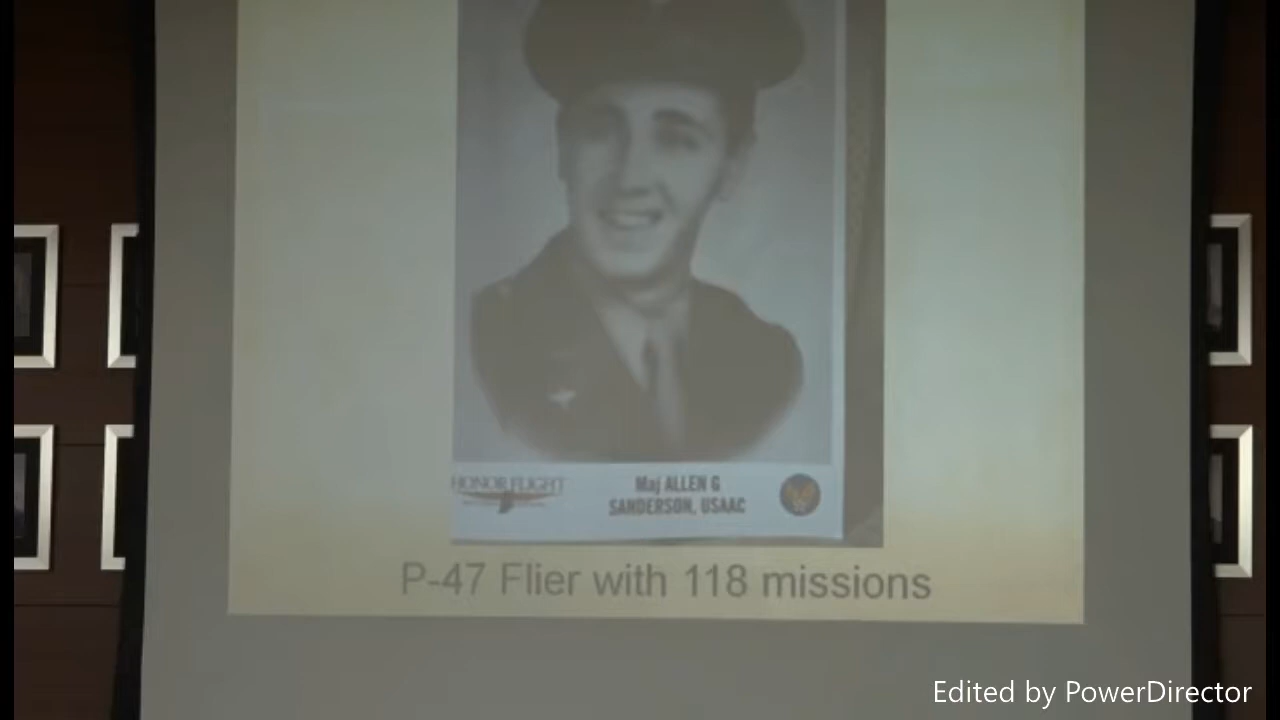 HONOR FLIGHT
Maj ALLEN G
SANDERSON, USAAC
P-47 Flier with 118 missions
Edited by PowerDirector